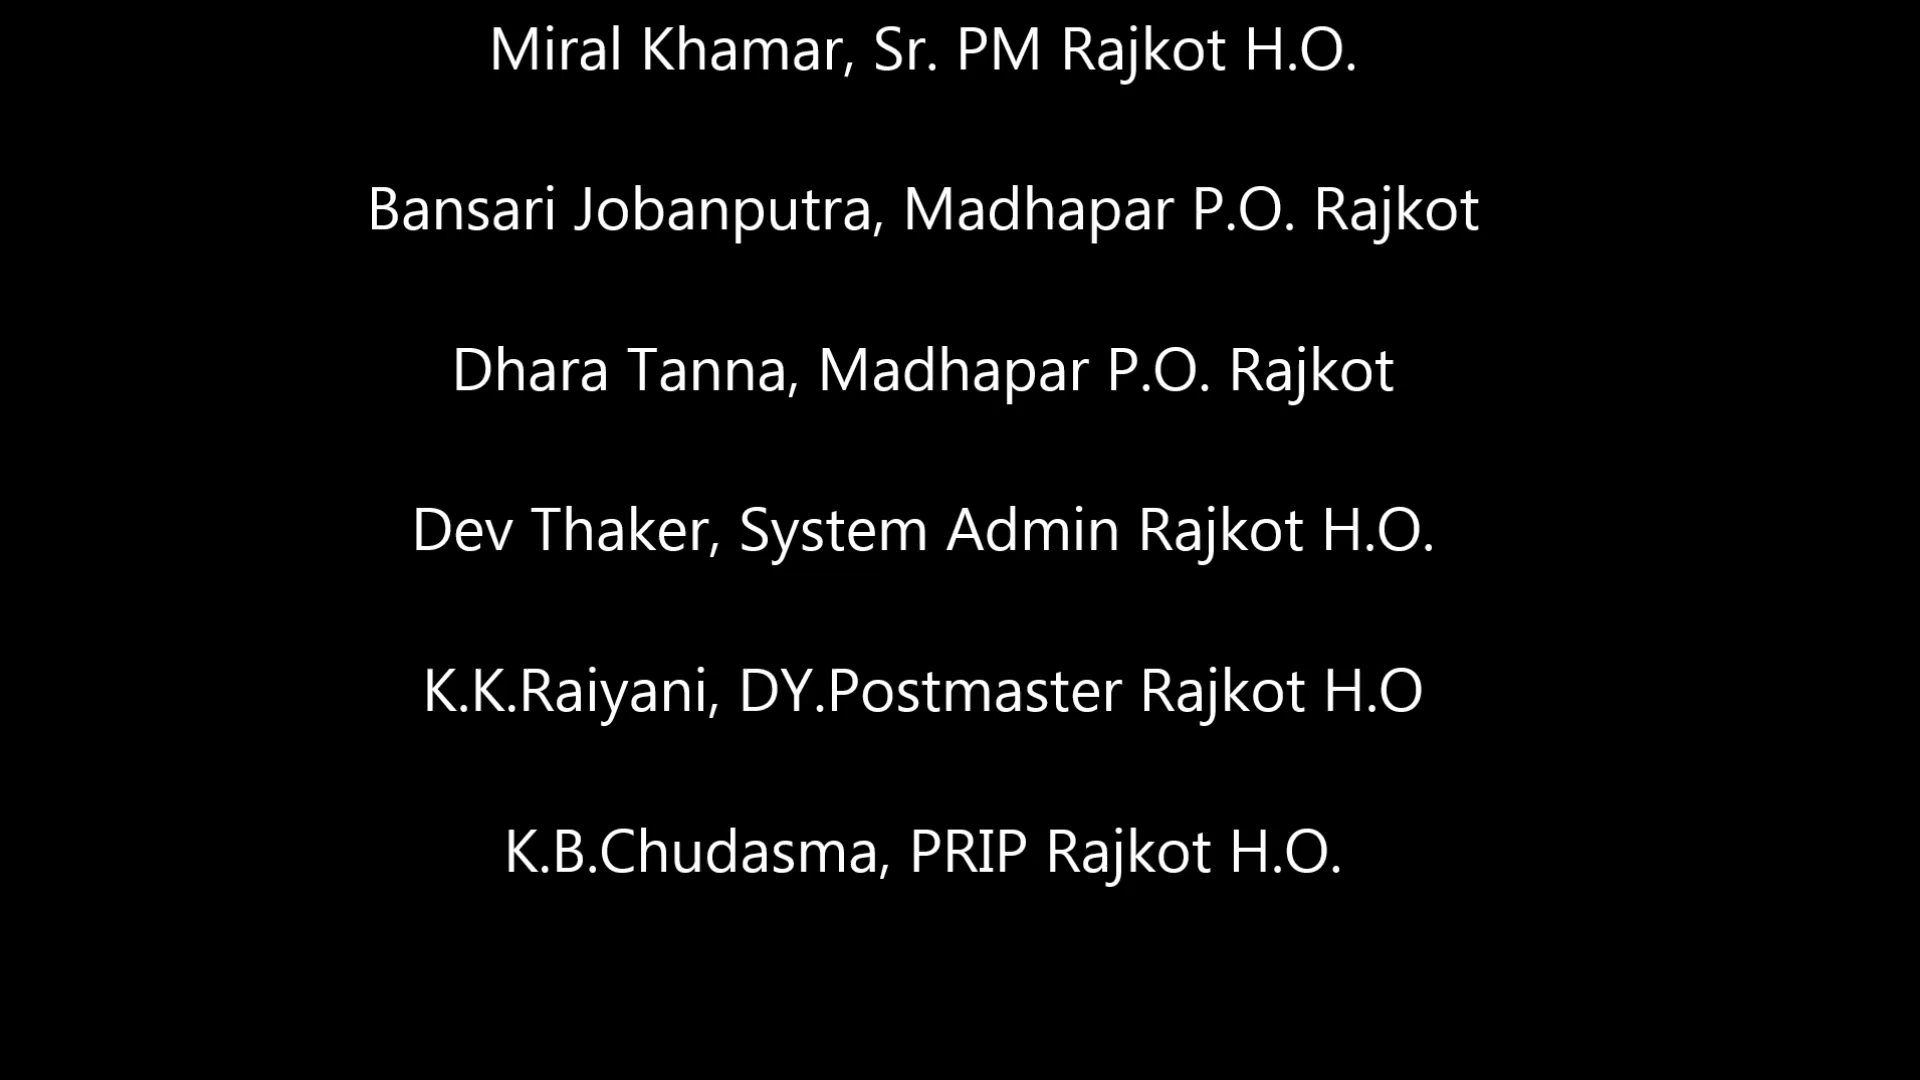 Miral Khamar, Sr. PM Rajkot H.O.
Bansari Jobanputra, Madhapar P.O. Rajkot
Dhara Tanna, Madhapar P.O. Rajkot
Dev Thaker, System Admin Rajkot H.O.
K.K.Raiyani, DY.Postmaster Rajkot H.O
K.B.Chudasma, PRIP Rajkot H.O.